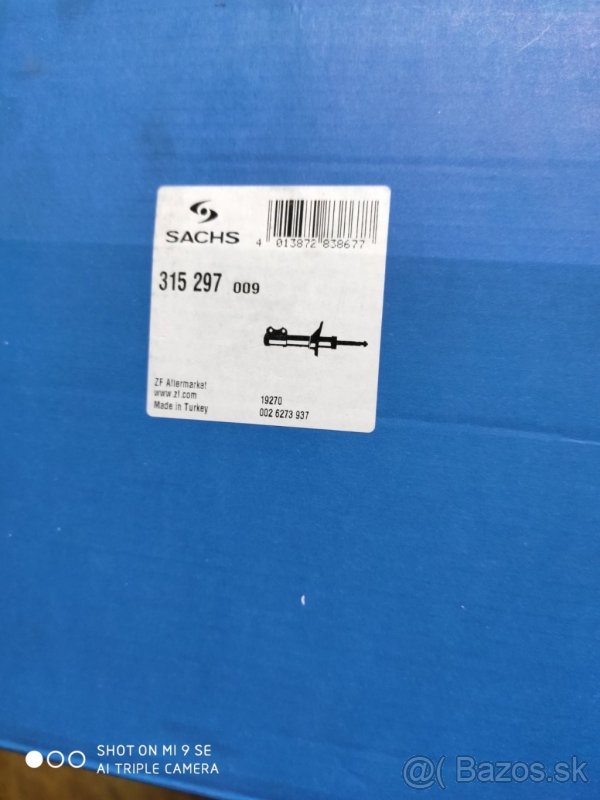 SACHS
4 013872 838677
315 297 009
ZF Aftermarket
www.zf.com
Made in Turkey
19270
002 6273 937
SHOT ON MI 9 SE
AI TRIPLE CAMERA
@( Bazos.sk